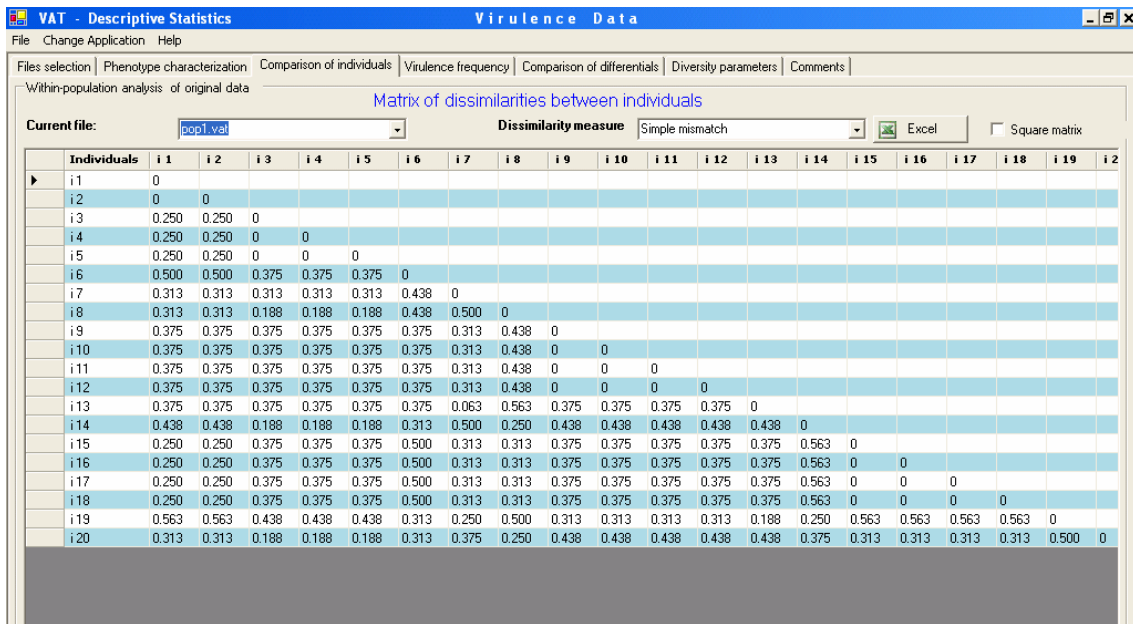 VAT - Descriptive Statistics Virulence Data
File Change Application Help
Files selection Phenotype characterization Comparison of individuals Virulence frequency Comparison of differentials Diversity parameters Comments
Within-population analysis of original data
Matrix of dissimilarities between individuals
Current file: pop1.vat Dissimilarity measure Simple mismatch Excel Square matrix
Individuals i 1 i 2 i 3 i 4 i 5 i 6 i 7 i 8 i 9 i 10 i 11 i 12 i 13 i 14 i 15 i 16 i 17 i 18 i 19 i 2
i 1 0
i 2 0 0
i 3 0.250 0.250 0
i 4 0.250 0.250 0 0
i 5 0.250 0.250 0 0 0
i 6 0.500 0.500 0.375 0.375 0.375 0
i 7 0.313 0.313 0.313 0.313 0.313 0.438 0
i 8 0.313 0.313 0.188 0.188 0.188 0.438 0.500 0
i 9 0.375 0.375 0.375 0.375 0.375 0.375 0.313 0.438 0
i 10 0.375 0.375 0.375 0.375 0.375 0.375 0.313 0.438 0 0
i 11 0.375 0.375 0.375 0.375 0.375 0.375 0.313 0.438 0 0 0
i 12 0.375 0.375 0.375 0.375 0.375 0.375 0.313 0.438 0 0 0 0
i 13 0.375 0.375 0.375 0.375 0.375 0.375 0.063 0.563 0.375 0.375 0.375 0.375 0
i 14 0.438 0.438 0.188 0.188 0.188 0.313 0.500 0.250 0.438 0.438 0.438 0.438 0.438 0
i 15 0.250 0.250 0.375 0.375 0.375 0.500 0.313 0.313 0.375 0.375 0.375 0.375 0.375 0.563 0
i 16 0.250 0.250 0.375 0.375 0.375 0.500 0.313 0.313 0.375 0.375 0.375 0.375 0.375 0.563 0 0
i 17 0.250 0.250 0.375 0.375 0.375 0.500 0.313 0.313 0.375 0.375 0.375 0.375 0.375 0.563 0 0 0
i 18 0.250 0.250 0.375 0.375 0.375 0.500 0.313 0.313 0.375 0.375 0.375 0.375 0.375 0.563 0 0 0 0
i 19 0.563 0.563 0.438 0.438 0.438 0.313 0.250 0.500 0.313 0.313 0.313 0.313 0.188 0.250 0.563 0.563 0.563 0.563 0
i 20 0.313 0.313 0.188 0.188 0.188 0.313 0.375 0.250 0.438 0.438 0.438 0.438 0.438 0.375 0.313 0.313 0.313 0.313 0.500 0